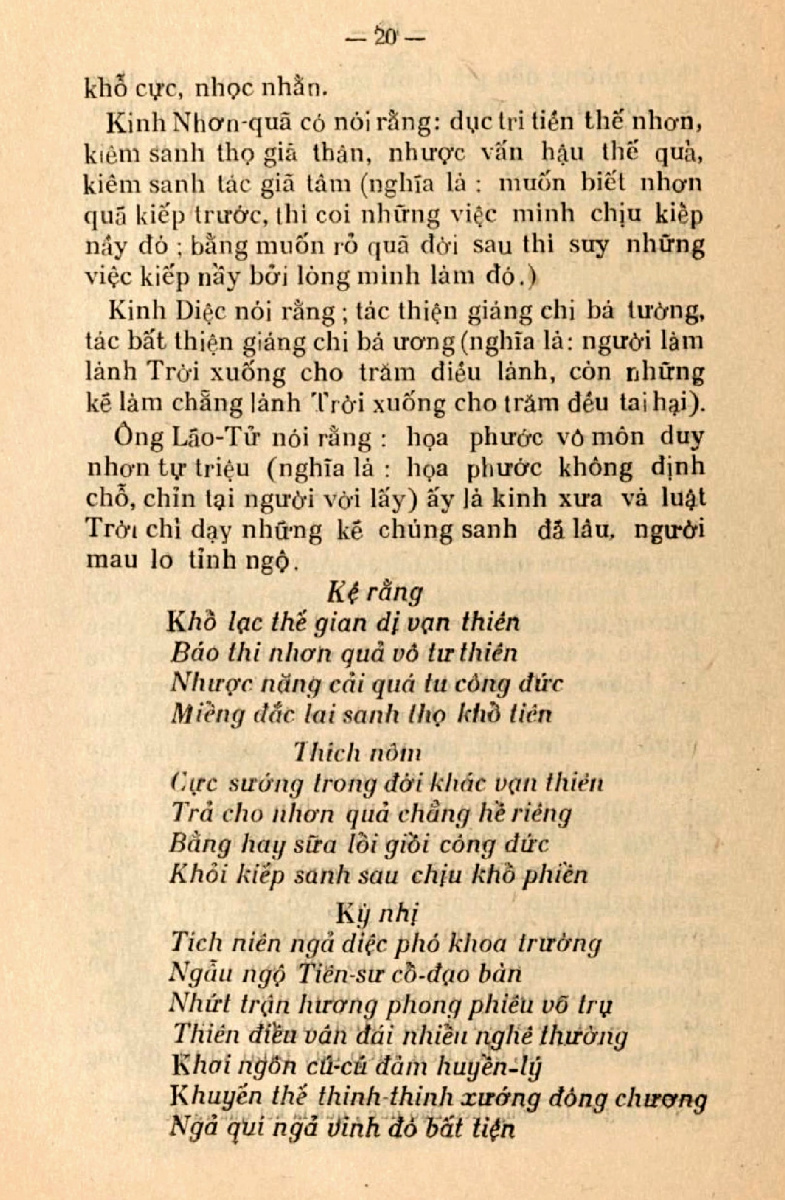 — 20 —
khổ cực, nhọc nhằn.
Kinh Nhơn-quã có nói rằng: dục tri tiền thế nhơn,
kiêm sanh thọ giả thân, nhược vấn hậu thế quả,
kiêm sanh tác giã tâm (nghĩa là : muốn biết nhơn
quã kiếp trước, thì coi những việc mình chịu kiếp
nầy đó ; bằng muốn rỏ quã đời sau thì suy những
việc kiếp nầy bởi lòng mình làm đó.)
Kinh Diệc nói rằng ; tác thiện giáng chi bá tường,
tác bất thiện giáng chi bá ương (nghĩa là: người làm
lành Trời xuống cho trăm điều lành, còn những
kẻ làm chẳng lành Trời xuống cho trăm đều tai hại).
Ông Lão-Tử nói rằng : họa phước vô môn duy
nhơn tự triệu (nghĩa là : họa phước không định
chỗ, chỉn tại người vời lấy) ấy là kinh xưa và luật
Trời chỉ dạy những kẻ chúng sanh đã lâu, người
mau lo tỉnh ngộ.
Kệ rằng
Khổ lạc thế gian dị vạn thiên
Báo thi nhơn quả vô tư thiên
Nhược năng cải quá tu công đức
Miềng đắc lai sanh thọ khổ tiên
Thích nôm
Cực sướng trong đời khác vạn thiên
Trả cho nhơn quả chẳng hề riêng
Bằng hay sữa lỗi giồi công đức
Khỏi kiếp sanh sau chịu khổ phiền
Kỳ nhị
Tích niên ngả diệc phó khoa trường
Ngẫu ngộ Tiên-sư cổ-đạo bàn
Nhứt trận hương phong phiêu võ trụ
Thiên điều vân đái nhiều nghê thường
Khai ngôn cú-cú đàm huyền-lý
Khuyến thế thinh-thinh xướng đông chương
Ngả qui ngả vinh đô bất tiện